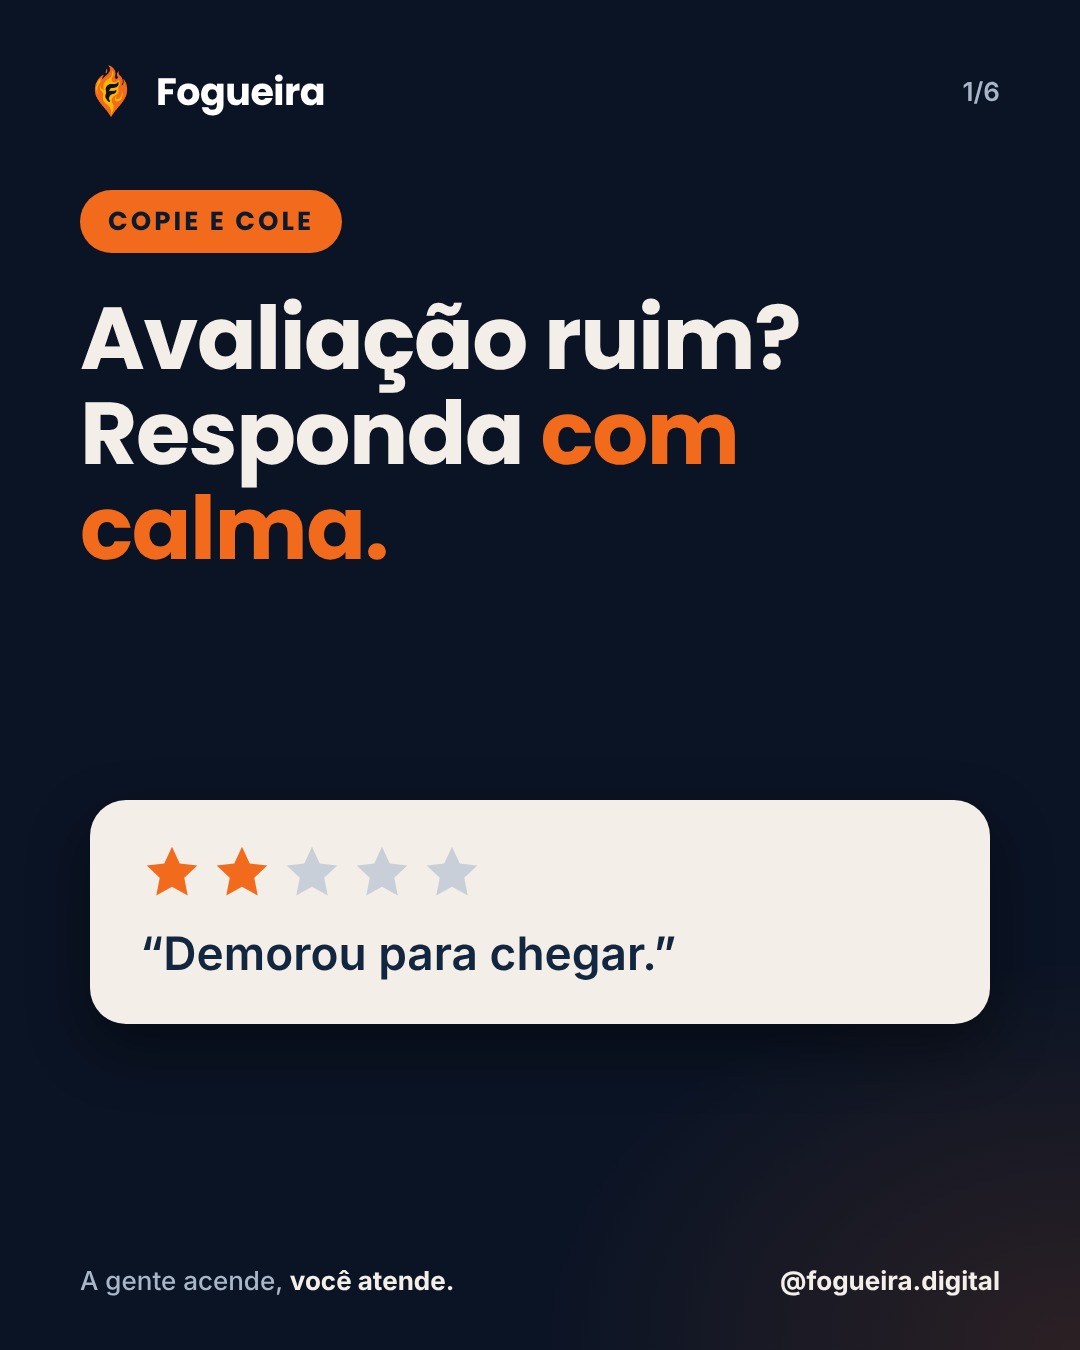 Fogueira
1/6
COPIE E COLE
Avaliação ruim?
Responda com
calma.
“Demorou para chegar.”
A gente acende, você atende.
@fogueira.digital